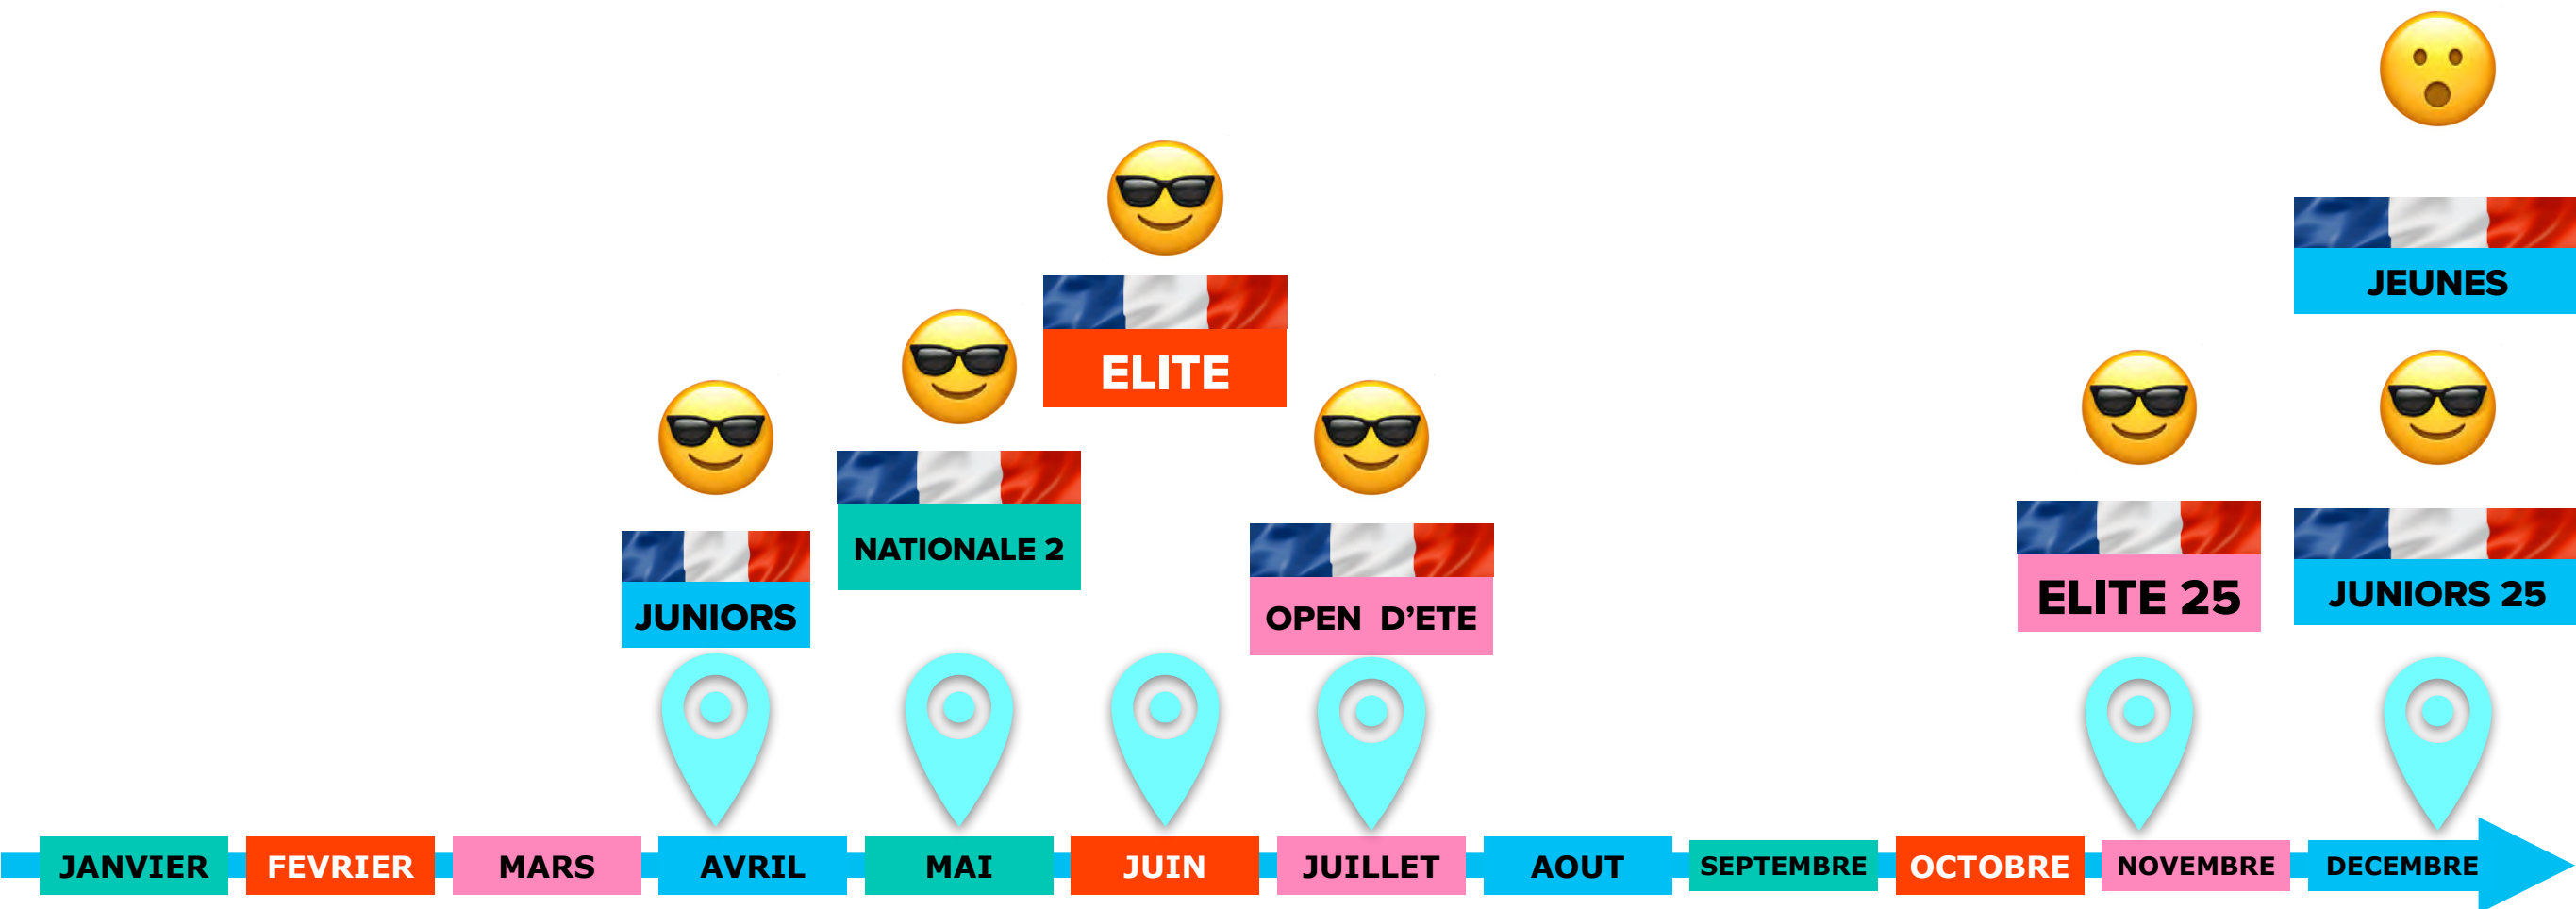 JEUNES
ELITE
NATIONALE 2
JUNIORS
OPEN D'ETE
ELITE 25
JUNIORS 25
JANVIER
FEVRIER
MARS
AVRIL
MAI
JUIN
JUILLET
AOUT
SEPTEMBRE
OCTOBRE
NOVEMBRE
DECEMBRE